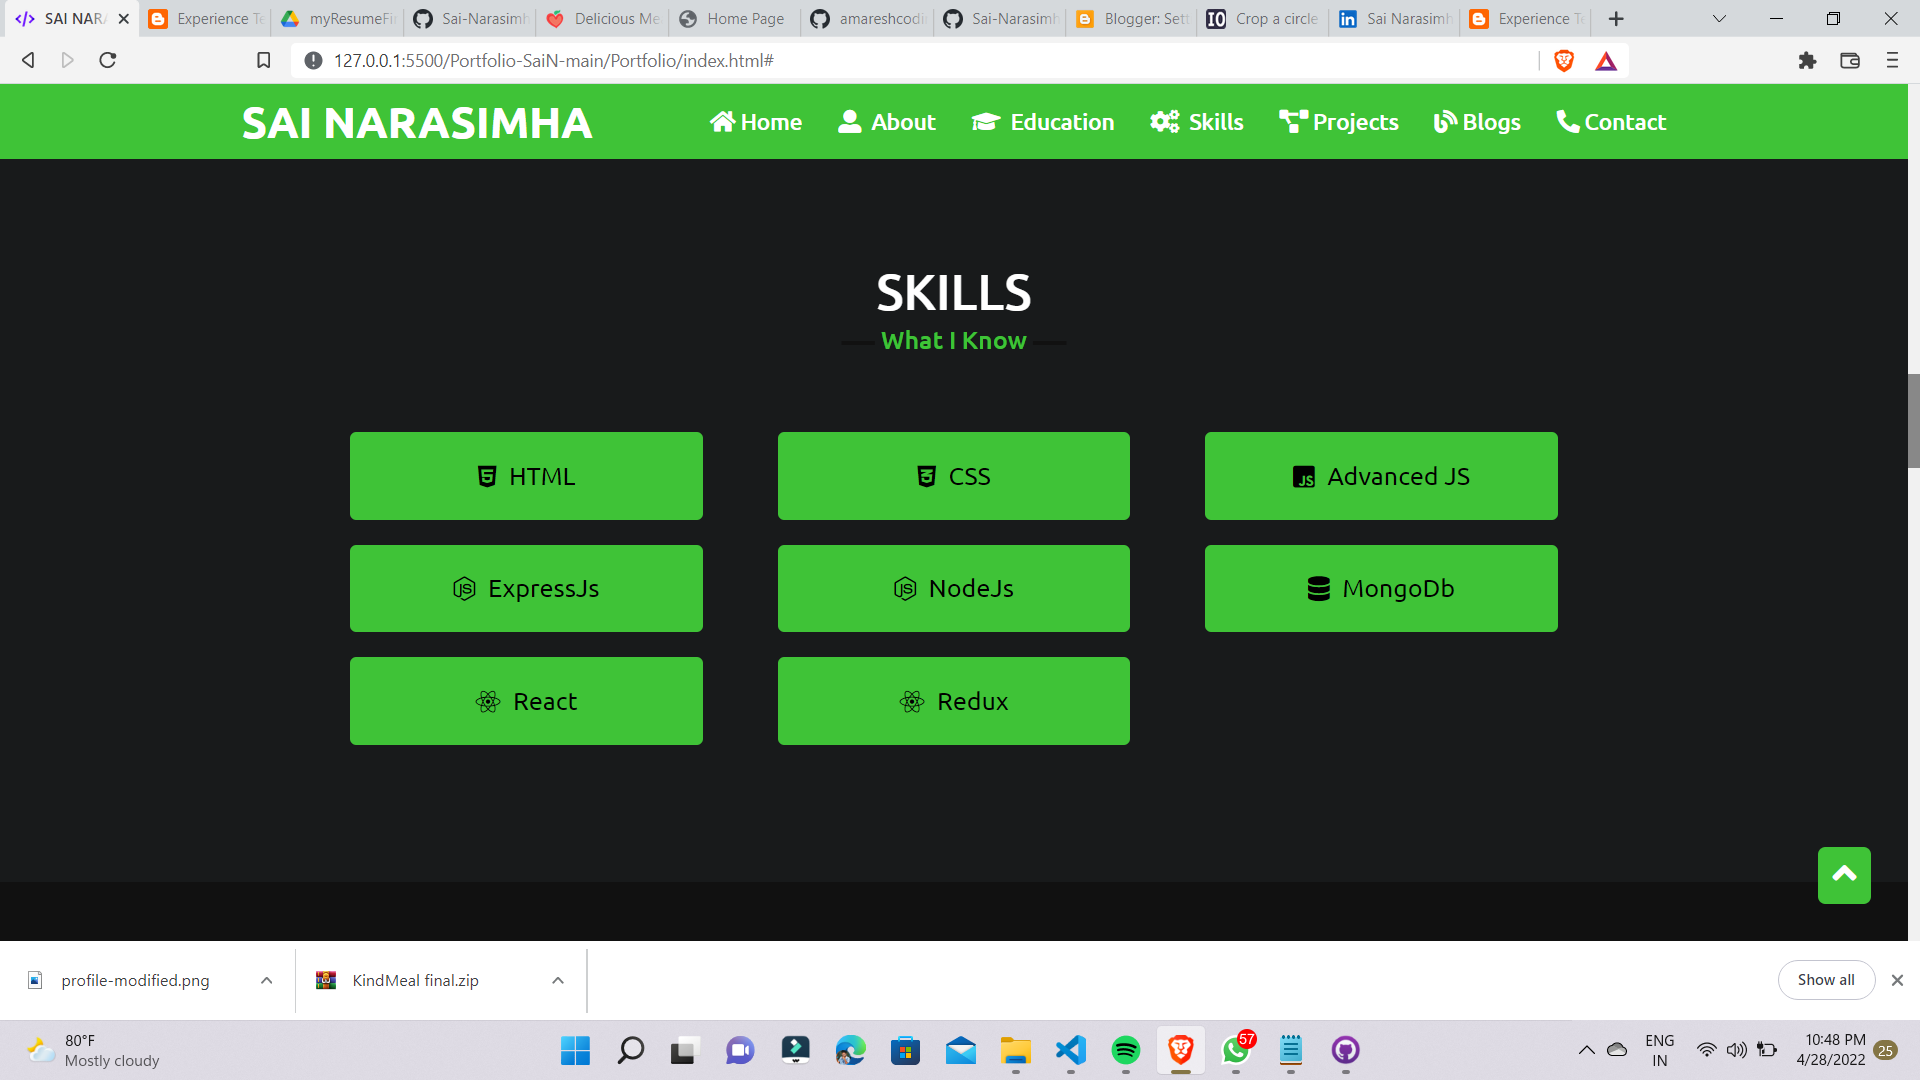 SAI NARA
Experience Te
myResumeFi
Sai-Narasimh
Delicious Me
Home Page
amareshcodi
Sai-Narasimh
Blogger: Sett
Crop a circle
Sai Narasimh
Experience Te
127.0.0.1:5500/Portfolio-SaiN-main/Portfolio/index.html#
SAI NARASIMHA
Home
About
Education
Skills
Projects
Blogs
Contact
SKILLS
What I Know
HTML
CSS
Advanced JS
ExpressJs
NodeJs
MongoDb
React
Redux
profile-modified.png
KindMeal final.zip
Show all
80°F
Mostly cloudy
57
ENG
IN
10:48 PM
4/28/2022
25